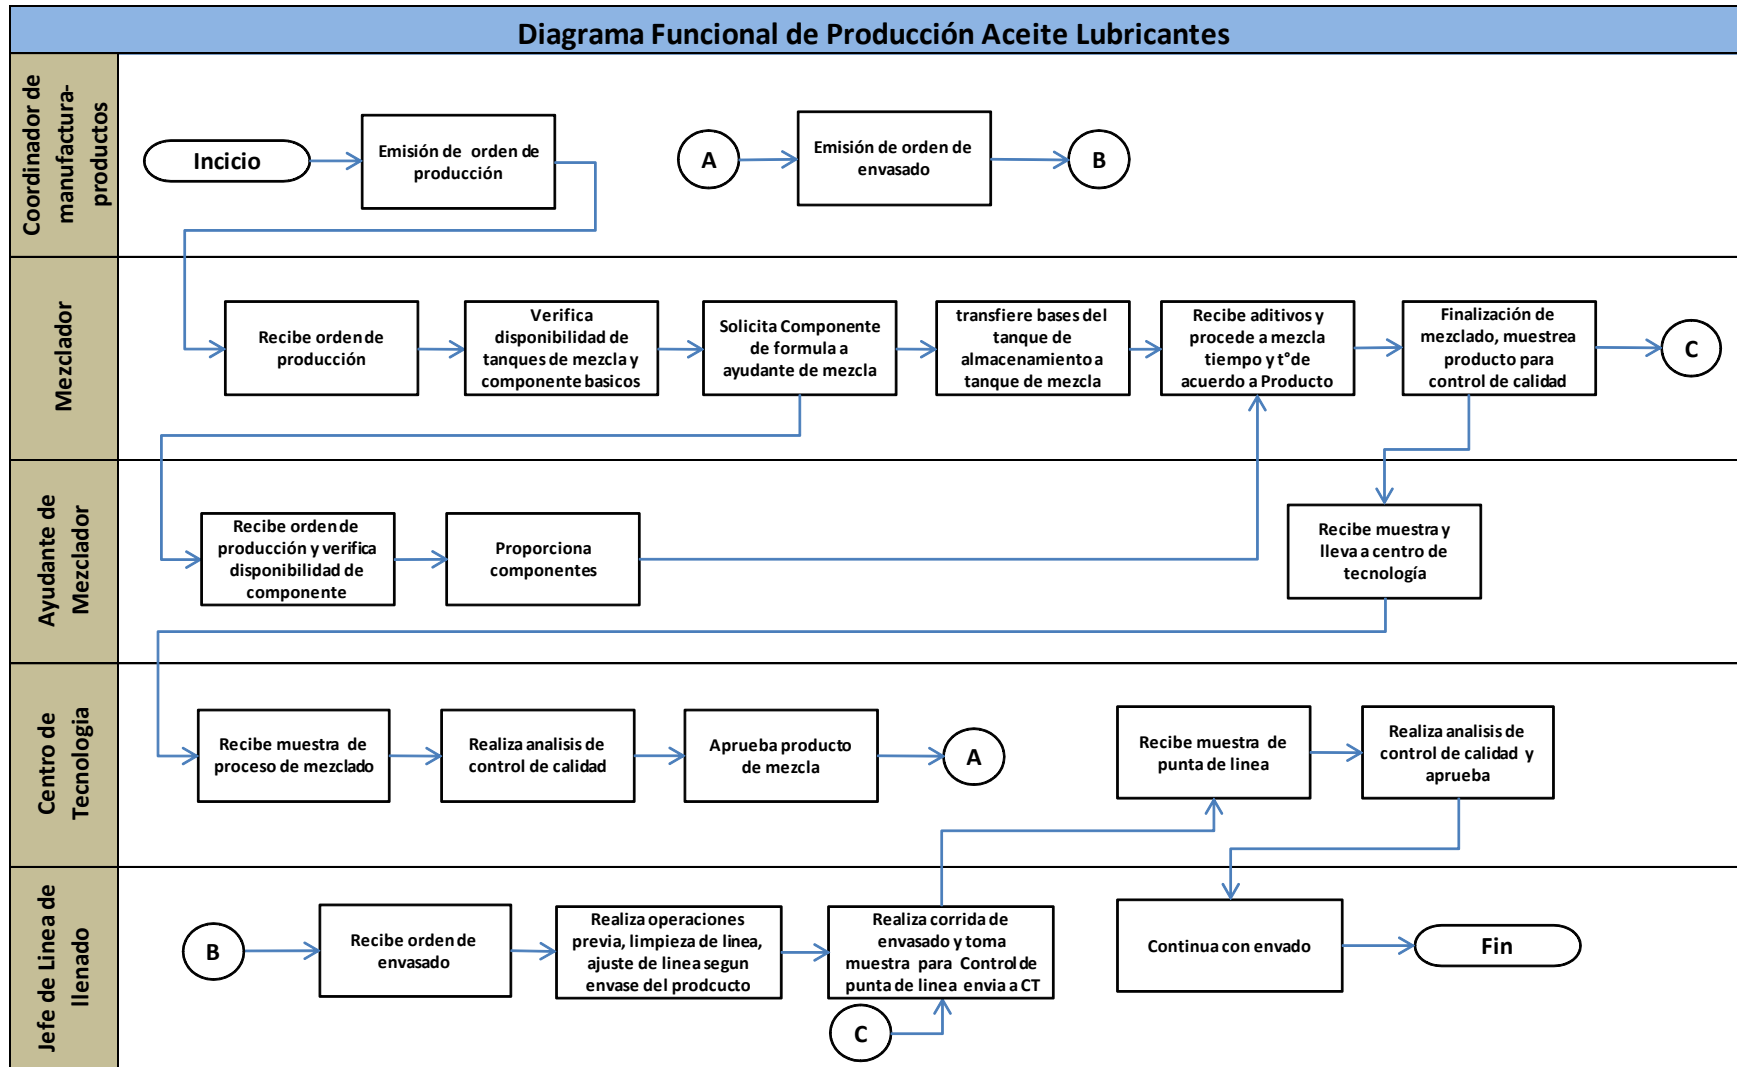 Diagrama Funcional de Producción Aceite Lubricantes
Coordinador de
manufactura-
productos
Incicio
Emisión de orden de
producción
A
Emisión de orden de
envasado
B
Mezclador
Recibe orden de
producción
Verifica
disponibilidad de
tanques de mezcla y
componente basicos
Solicita Componente
de formula a
ayudante de mezcla
transfiere bases del
tanque de
almacenamiento a
tanque de mezcla
Recibe aditivos y
procede a mezcla
tiempo y t°de
acuerdo a Producto
Finalización de
mezclado, muestrea
producto para
control de calidad
C
Ayudante de
Mezclador
Recibe orden de
producción y verifica
disponibilidad de
componente
Proporciona
componentes
Recibe muestra y
lleva a centro de
tecnología
Centro de
Tecnologia
Recibe muestra de
proceso de mezclado
Realiza analisis de
control de calidad
Aprueba producto
de mezcla
A
Recibe muestra de
punta de linea
Realiza analisis de
control de calidad y
aprueba
Jefe de Linea de
llenado
B
Recibe orden de
envasado
Realiza operaciones
previa, limpieza de linea,
ajuste de linea segun
envase del prodcucto
Realiza corrida de
envasado y toma
muestra para Control de
punta de linea envia a CT
C
Continua con envado
Fin